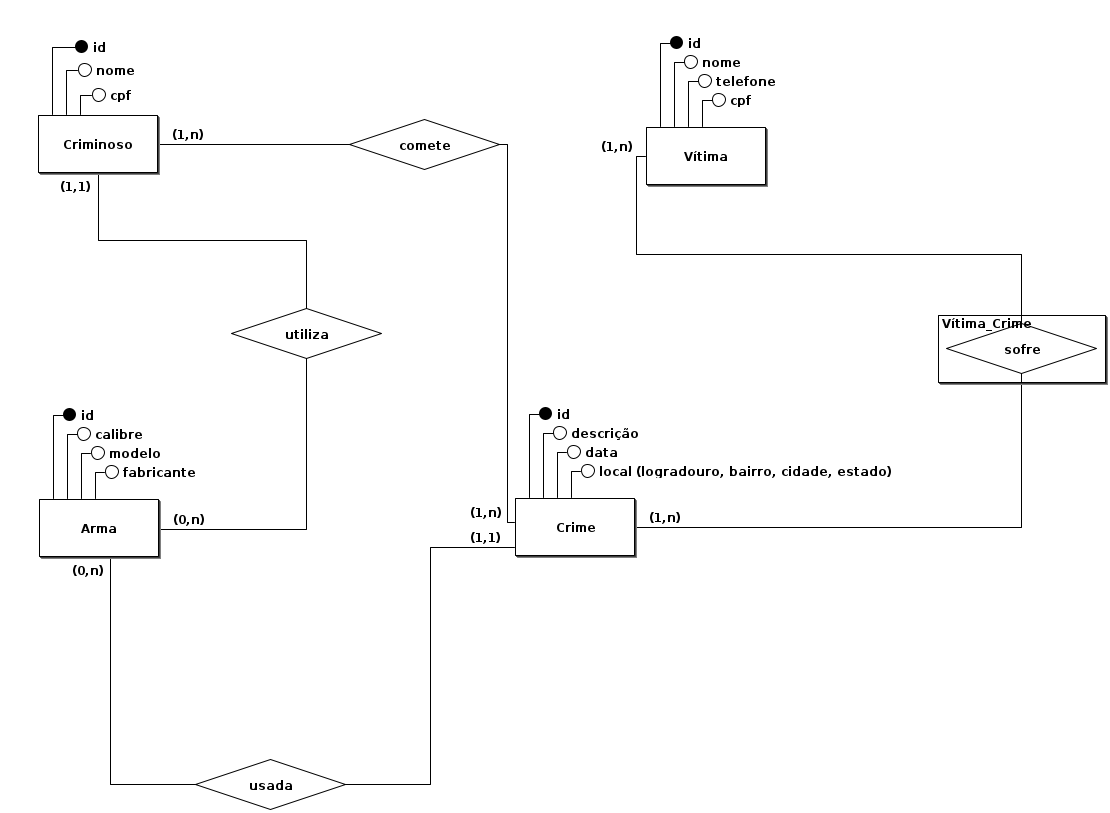 id
nome
cpf
Criminoso
(1,n)
(1,1)
comete
id
nome
telefone
cpf
Vítima
(1,n)
utiliza
Vítima_Crime
sofre
id
calibre
modelo
fabricante
Arma
(0,n)
(0,n)
id
descrição
data
local (logradouro, bairro, cidade, estado)
Crime
(1,n)
(1,1)
(1,n)
usada